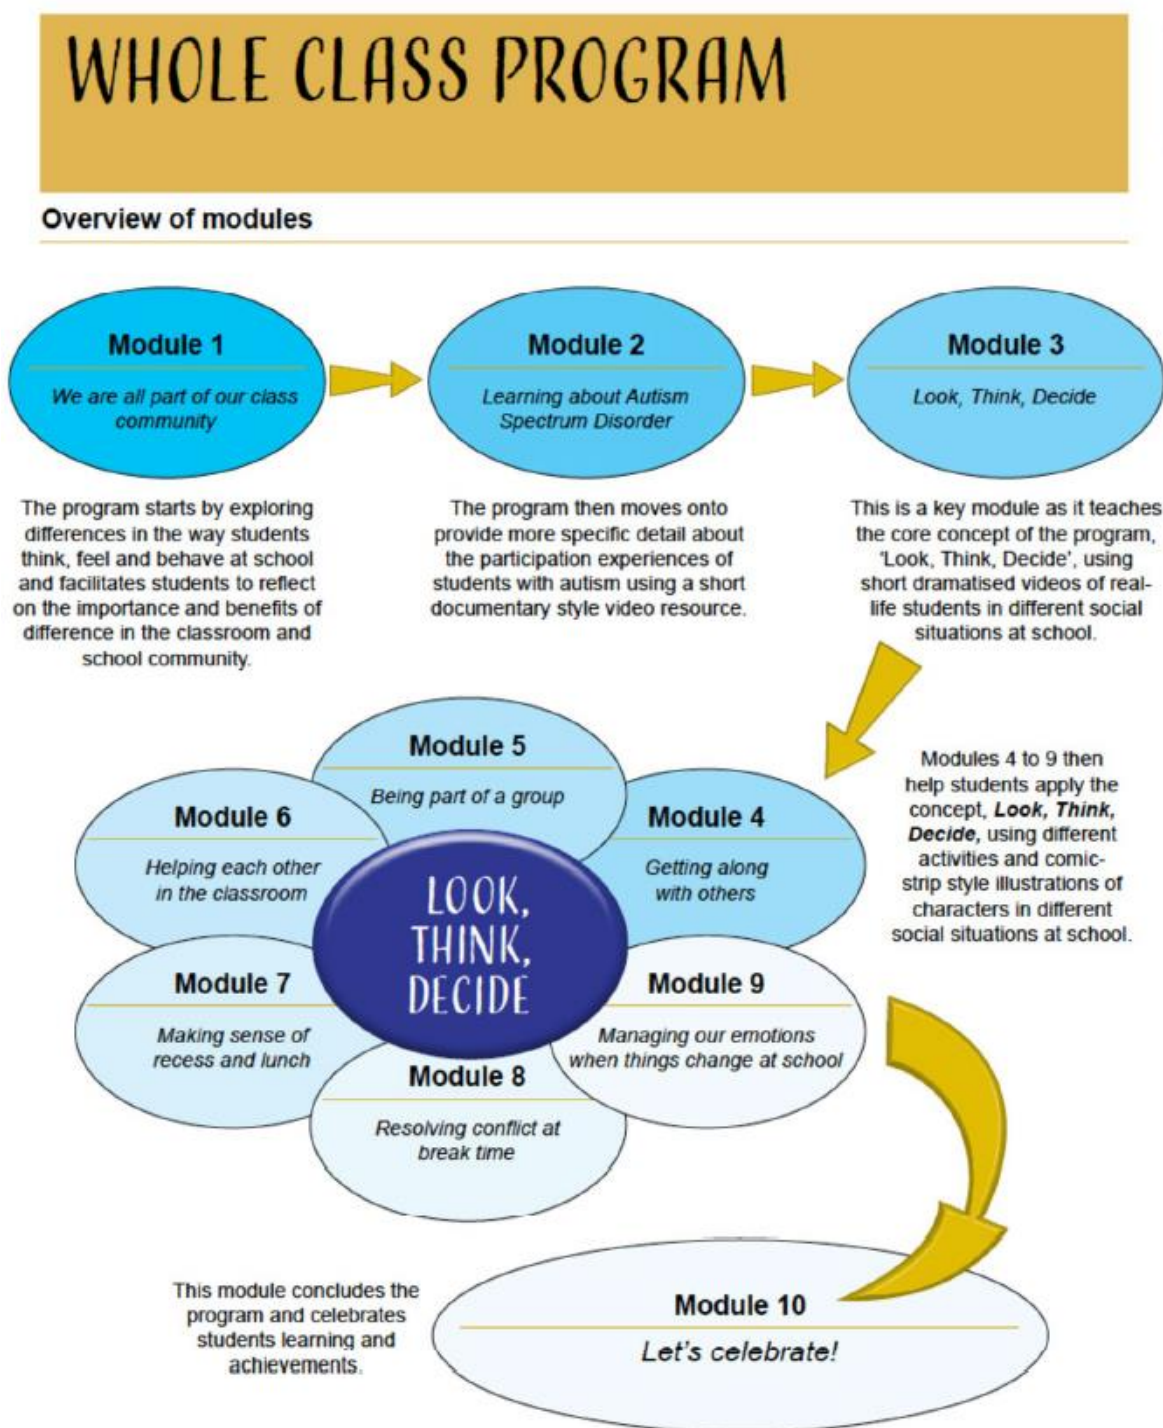 WHOLE CLASS PROGRAM
Overview of modules
Module 1
We are all part of our class
community
Module 2
Learning about Autism
Spectrum Disorder
Module 3
Look, Think, Decide
The program starts by exploring
differences in the way students
think, feel and behave at school
and facilitates students to reflect
on the importance and benefits of
difference in the classroom and
school community.
The program then moves onto
provide more specific detail about
the participation experiences of
students with autism using a short
documentary style video resource.
This is a key module as it teaches
the core concept of the program,
'Look, Think, Decide', using
short dramatised videos of real-
life students in different social
situations at school.
Modules 4 to 9 then
help students apply the
concept, Look, Think,
Decide, using different
activities and comic-
strip style illustrations of
characters in different
social situations at school.
Module 4
Getting along
with others
Module 5
Being part of a group
Module 6
Helping each other
in the classroom
LOOK,
THINK,
DECIDE
Module 7
Making sense of
recess and lunch
Module 8
Resolving conflict at
break time
Module 9
Managing our emotions
when things change at school
This module concludes the
program and celebrates
students learning and
achievements.
Module 10
Let's celebrate!